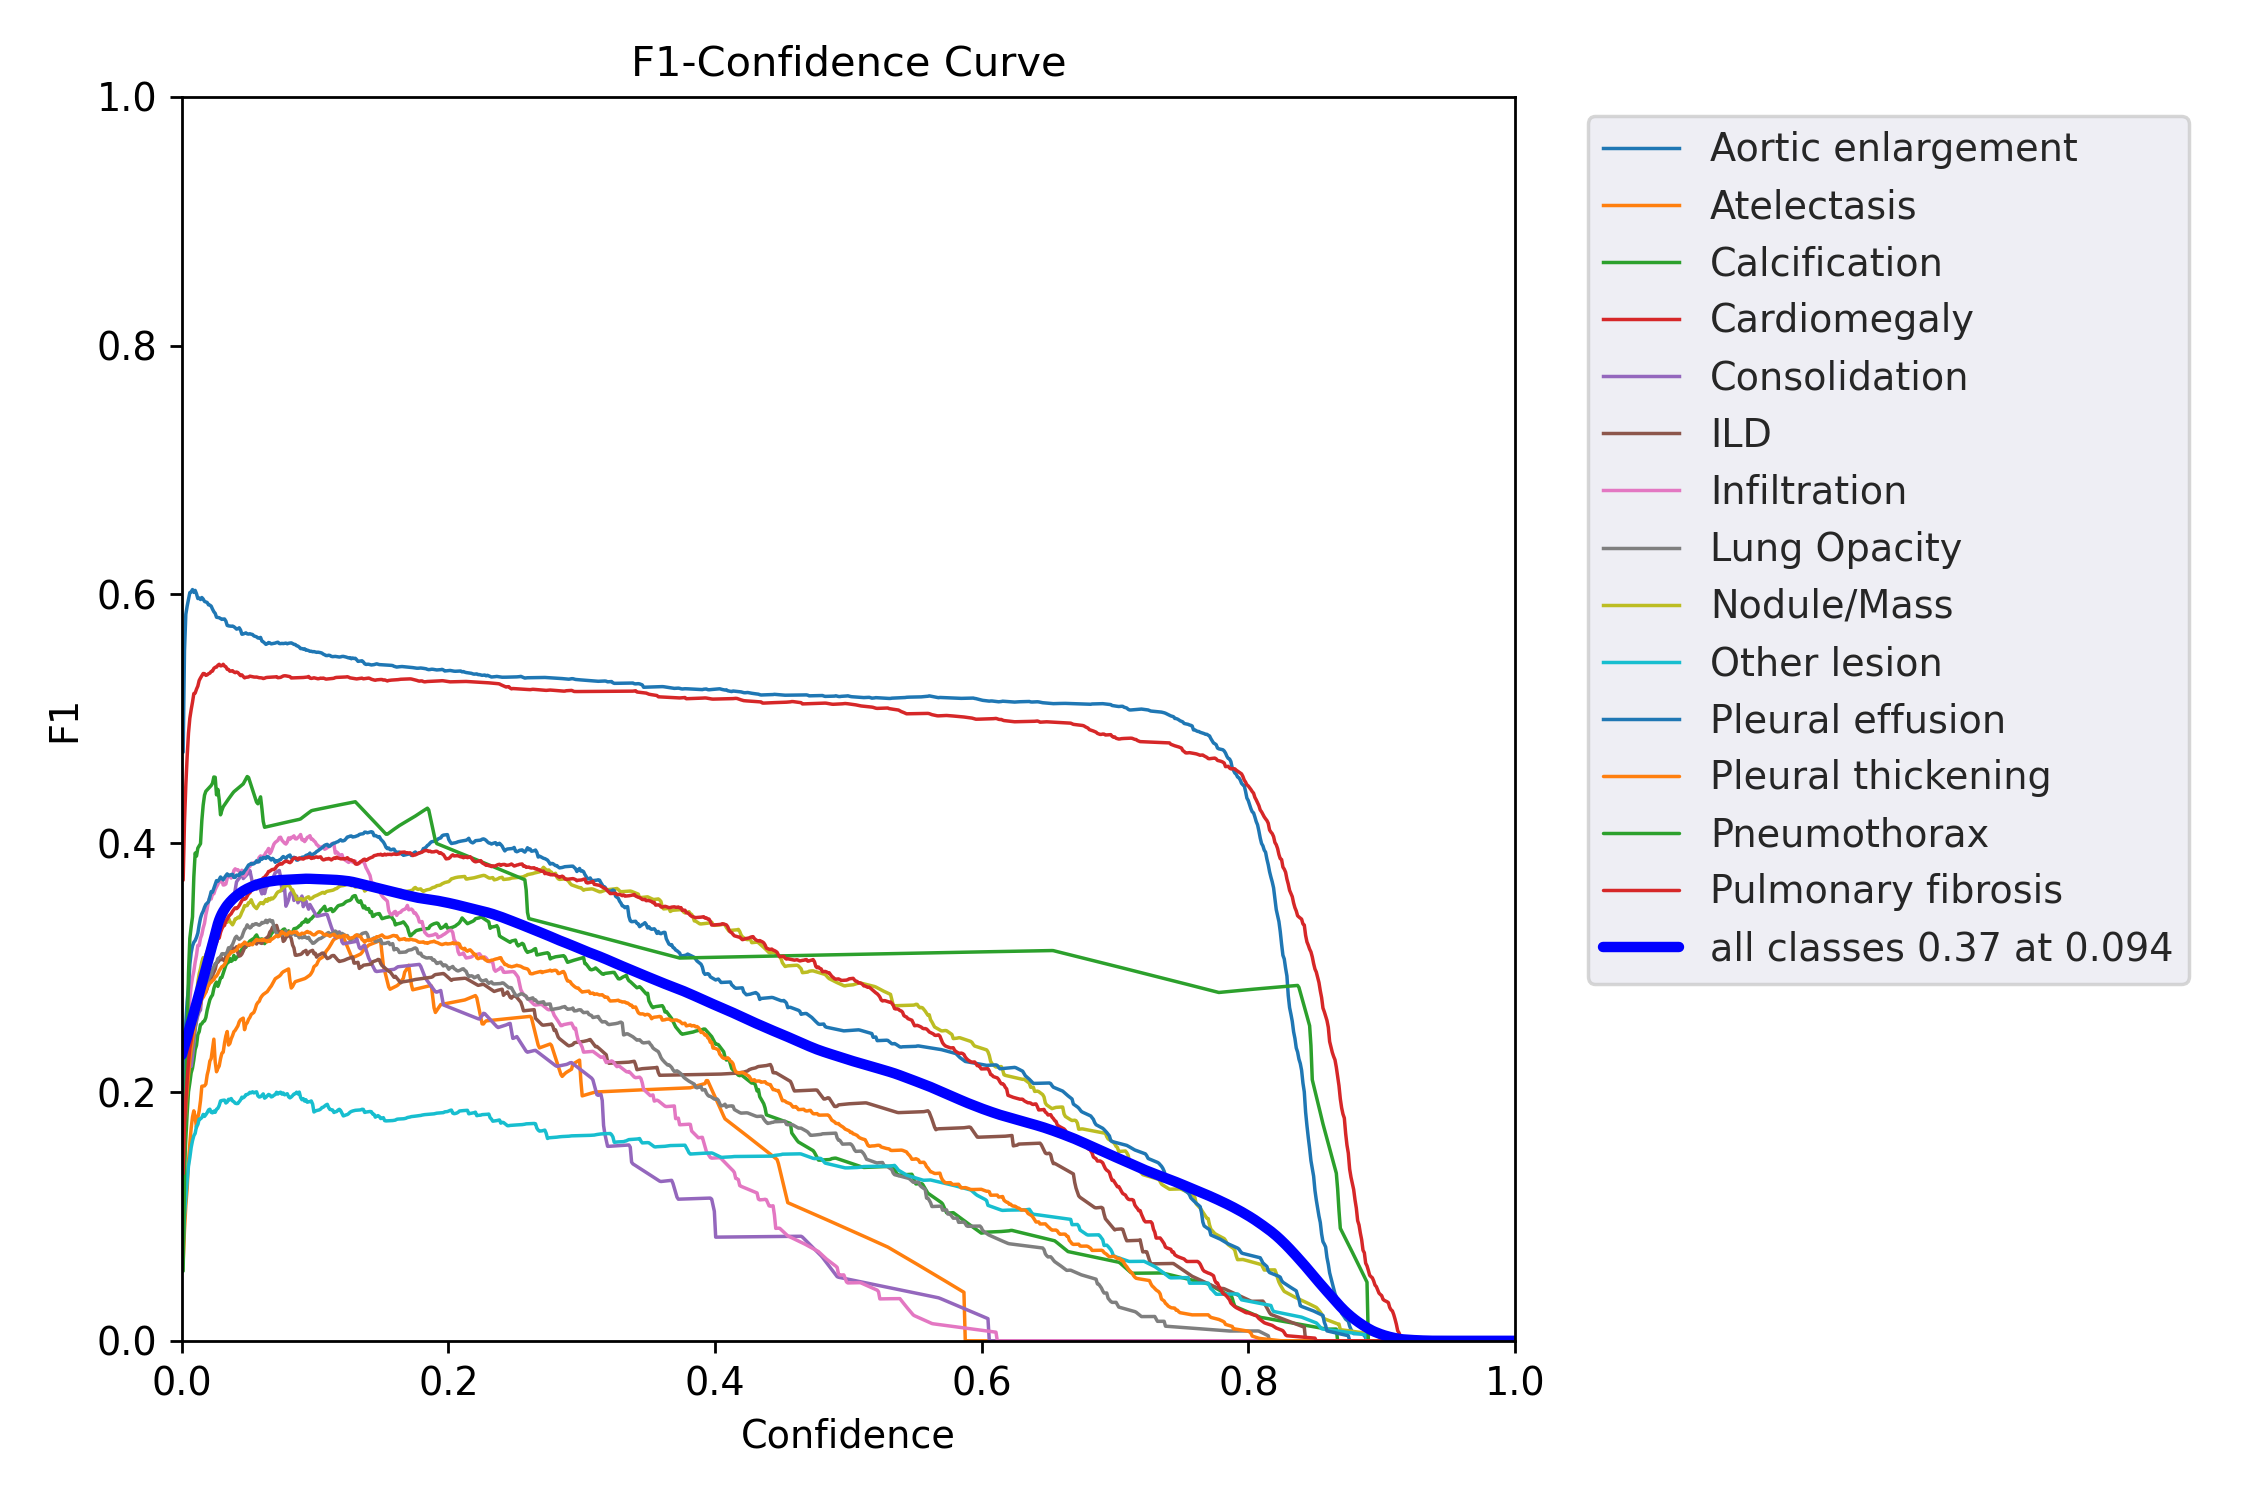 F1-Confidence Curve
1.0
0.8
0.6
0.4
0.2
0.0
F1
0.0 0.2 0.4 0.6 0.8 1.0
Confidence
Aortic enlargement
Atelectasis
Calcification
Cardiomegaly
Consolidation
ILD
Infiltration
Lung Opacity
Nodule/Mass
Other lesion
Pleural effusion
Pleural thickening
Pneumothorax
Pulmonary fibrosis
all classes 0.37 at 0.094